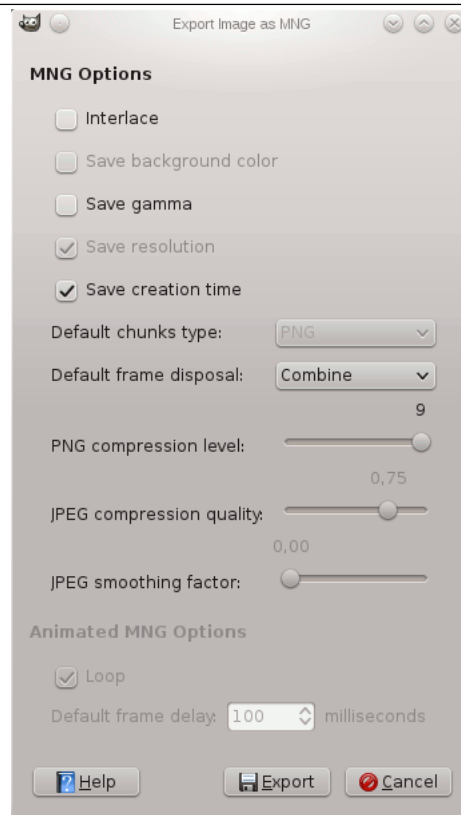 Export Image as MNG
MNG Options
Interlace
Save background color
Save gamma
Save resolution
Save creation time
Default chunks type: PNG
Default frame disposal: Combine
9
PNG compression level:
0,75
JPEG compression quality:
0,00
JPEG smoothing factor:
Animated MNG Options
Loop
Default frame delay: 100 milliseconds
Help Export Cancel